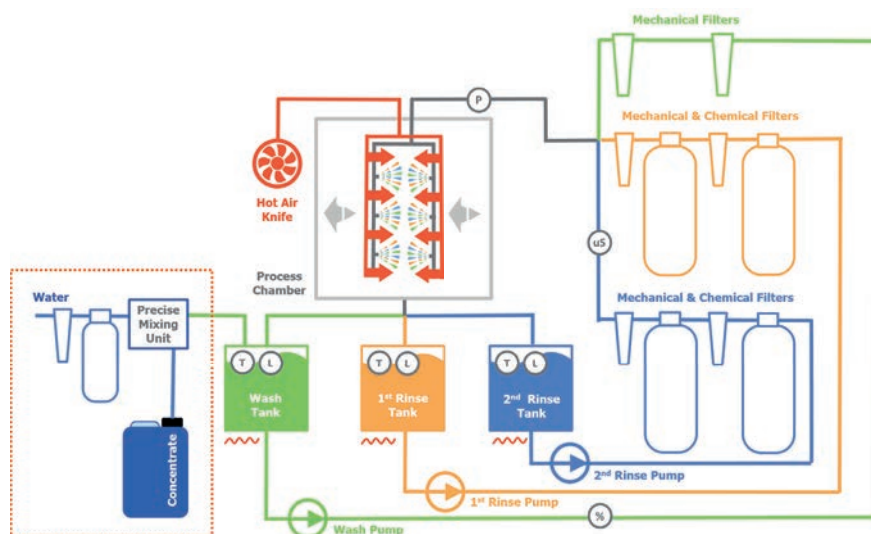 Mechanical Filters
P
Mechanical & Chemical Filters
Hot Air
Knife
uS
Process
Chamber
Water
Precise
Mixing
Unit
Mechanical & Chemical Filters
T L
T L
T L
Wash
Tank
1st Rinse
Tank
2nd Rinse
Tank
Concentrate
2nd Rinse Pump
1st Rinse Pump
%
Wash Pump